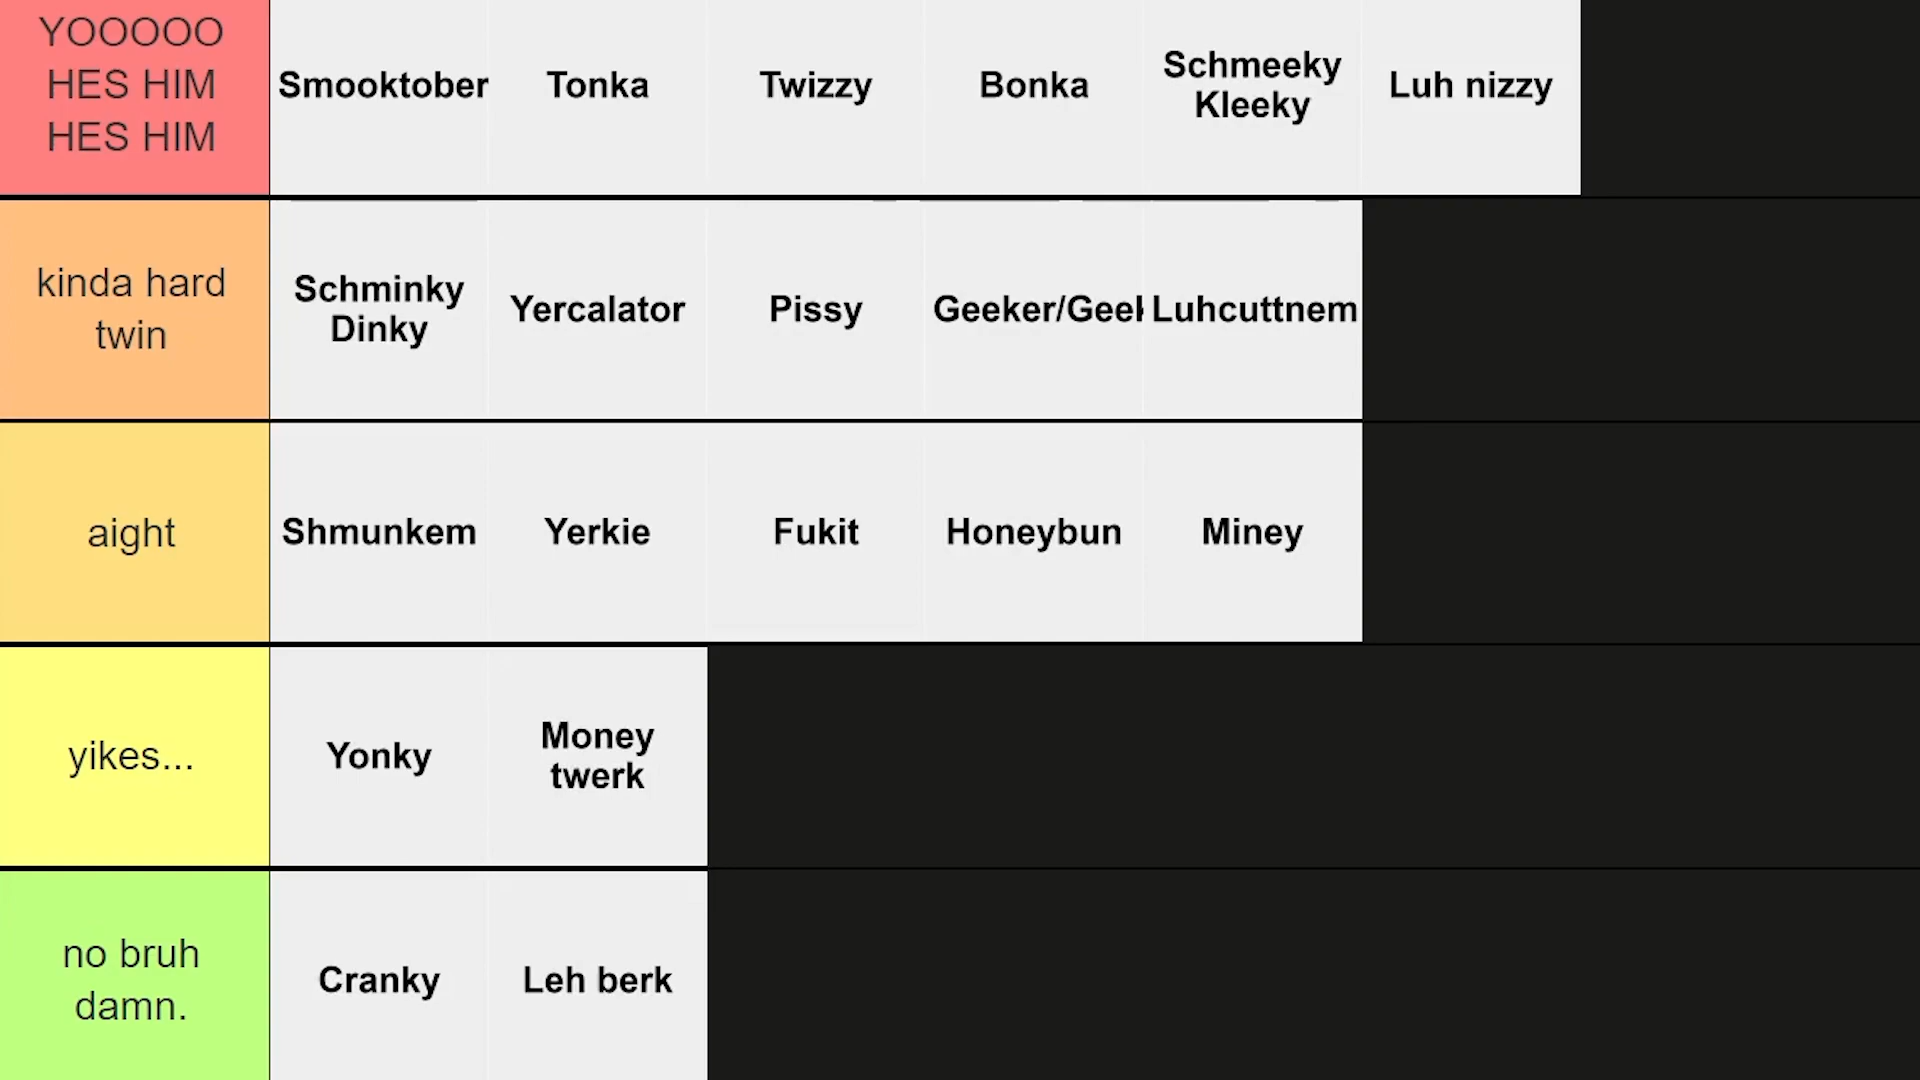 YOOOOO
HES HIM
HES HIM
Smooktober
Tonka
Twizzy
Bonka
Schmeeky
Kleeky
Luh nizzy
kinda hard
twin
Schminky
Dinky
Yercalator
Pissy
Geeker/Geek
Luhcuttnem
aight
Shmunkem
Yerkie
Fukit
Honeybun
Miney
yikes...
Yonky
Money
twerk
no bruh
damn.
Cranky
Leh berk